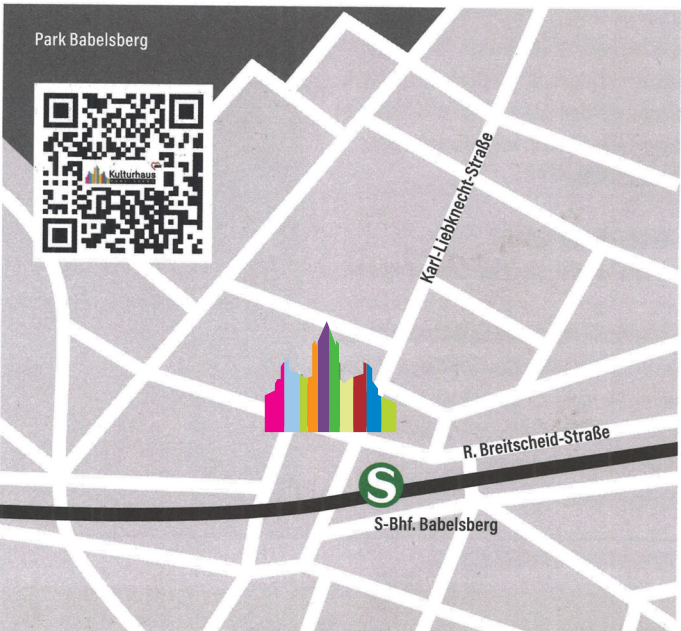 Park Babelsberg
Kulturhaus
Karl-Liebknecht-Straße
R. Breitscheid-Straße
S
S-Bhf. Babelsberg